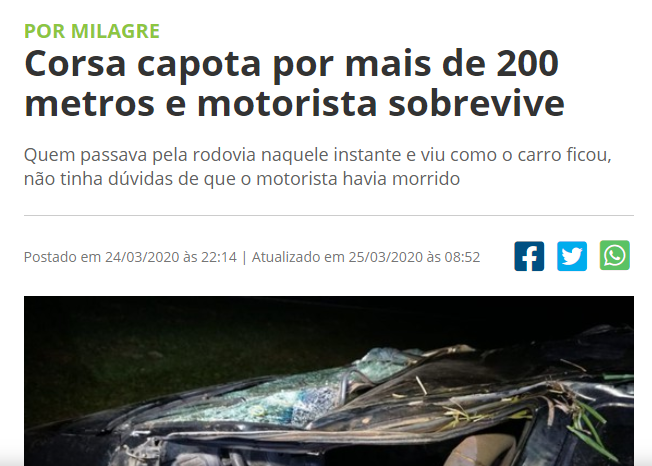 POR MILAGRE
Corsa capota por mais de 200
metros e motorista sobrevive
Quem passava pela rodovia naquele instante e viu como o carro ficou,
não tinha dúvidas de que o motorista havia morrido
Postado em 24/03/2020 às 22:14 | Atualizado em 25/03/2020 às 08:52